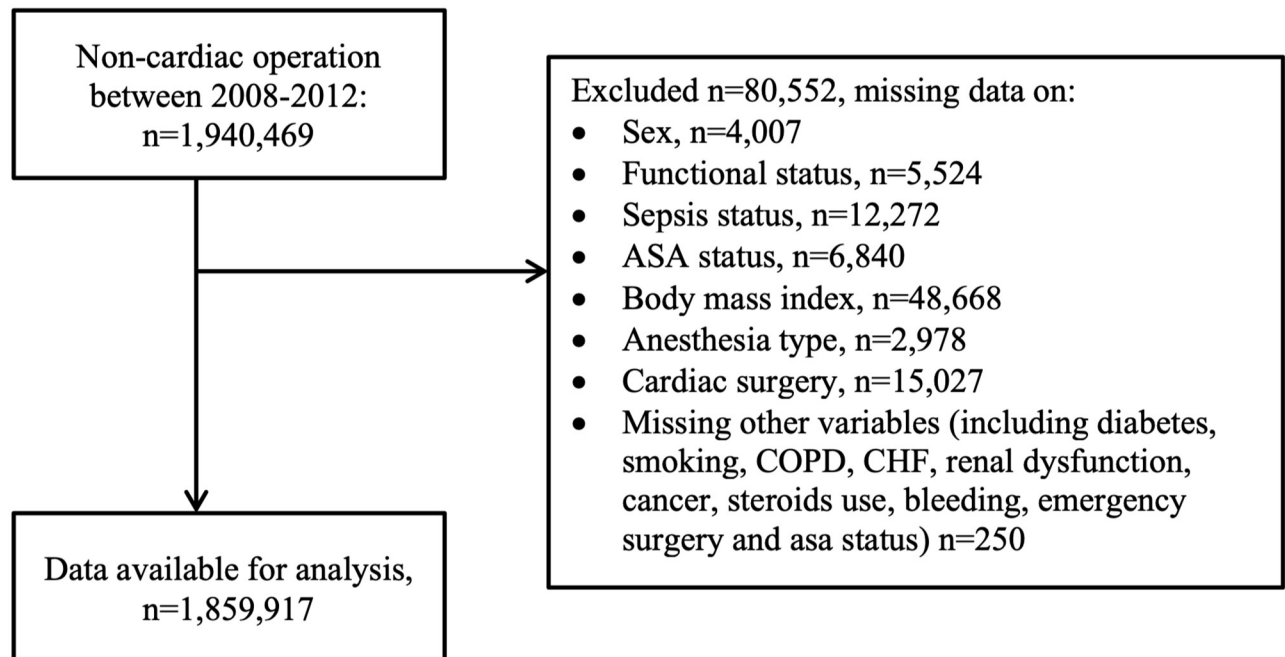 Non-cardiac operation
between 2008-2012:
n=1,940,469
Excluded n=80,552, missing data on:
• Sex, n=4,007
• Functional status, n=5,524
• Sepsis status, n=12,272
• ASA status, n=6,840
• Body mass index, n=48,668
• Anesthesia type, n=2,978
• Cardiac surgery, n=15,027
• Missing other variables (including diabetes,
smoking, COPD, CHF, renal dysfunction,
cancer, steroids use, bleeding, emergency
surgery and asa status) n=250
Data available for analysis,
n=1,859,917